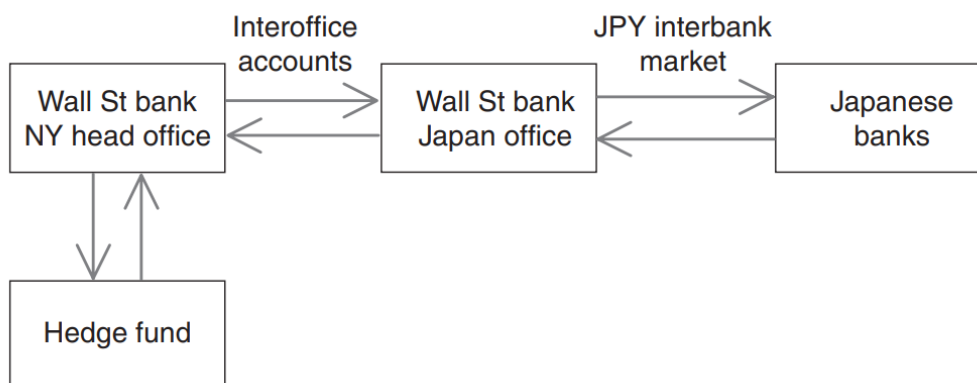 Interoffice
accounts
JPY interbank
market
Wall St bank
NY head office
Wall St bank
Japan office
Japanese
banks
Hedge fund